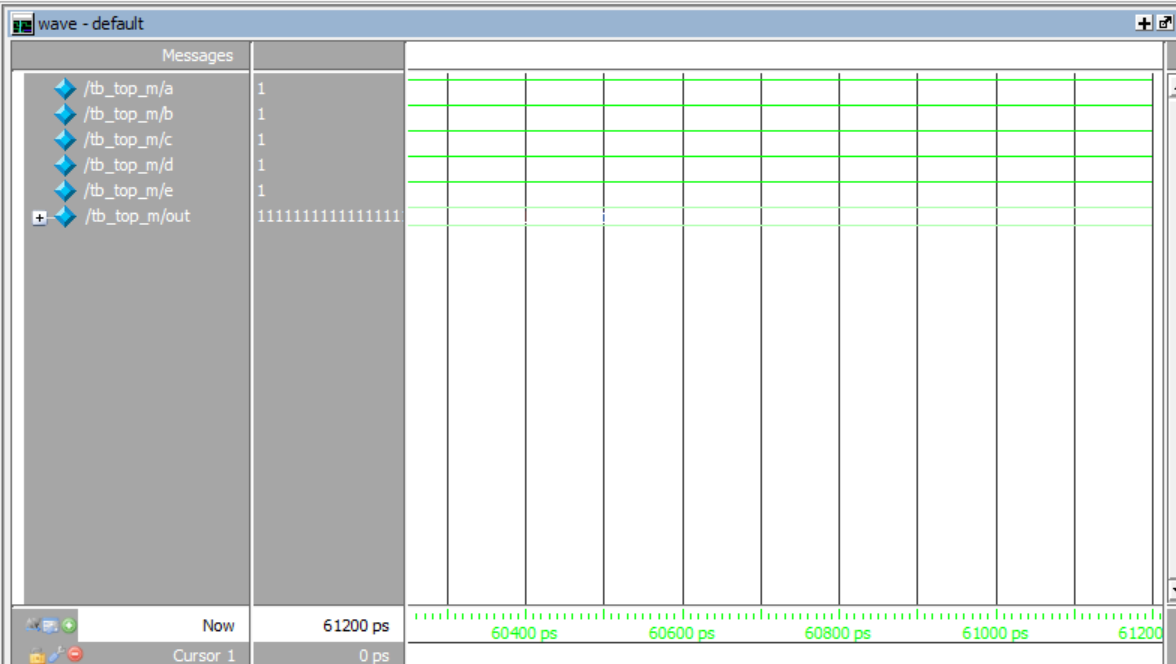 wave - default
Messages
/tb_top_m/a 1
/tb_top_m/b 1
/tb_top_m/c 1
/tb_top_m/d 1
/tb_top_m/e 1
/tb_top_m/out 11111111111111111
Now 61200 ps 60400 ps 60600 ps 60800 ps 61000 ps 61200
Cursor 1 0 ps